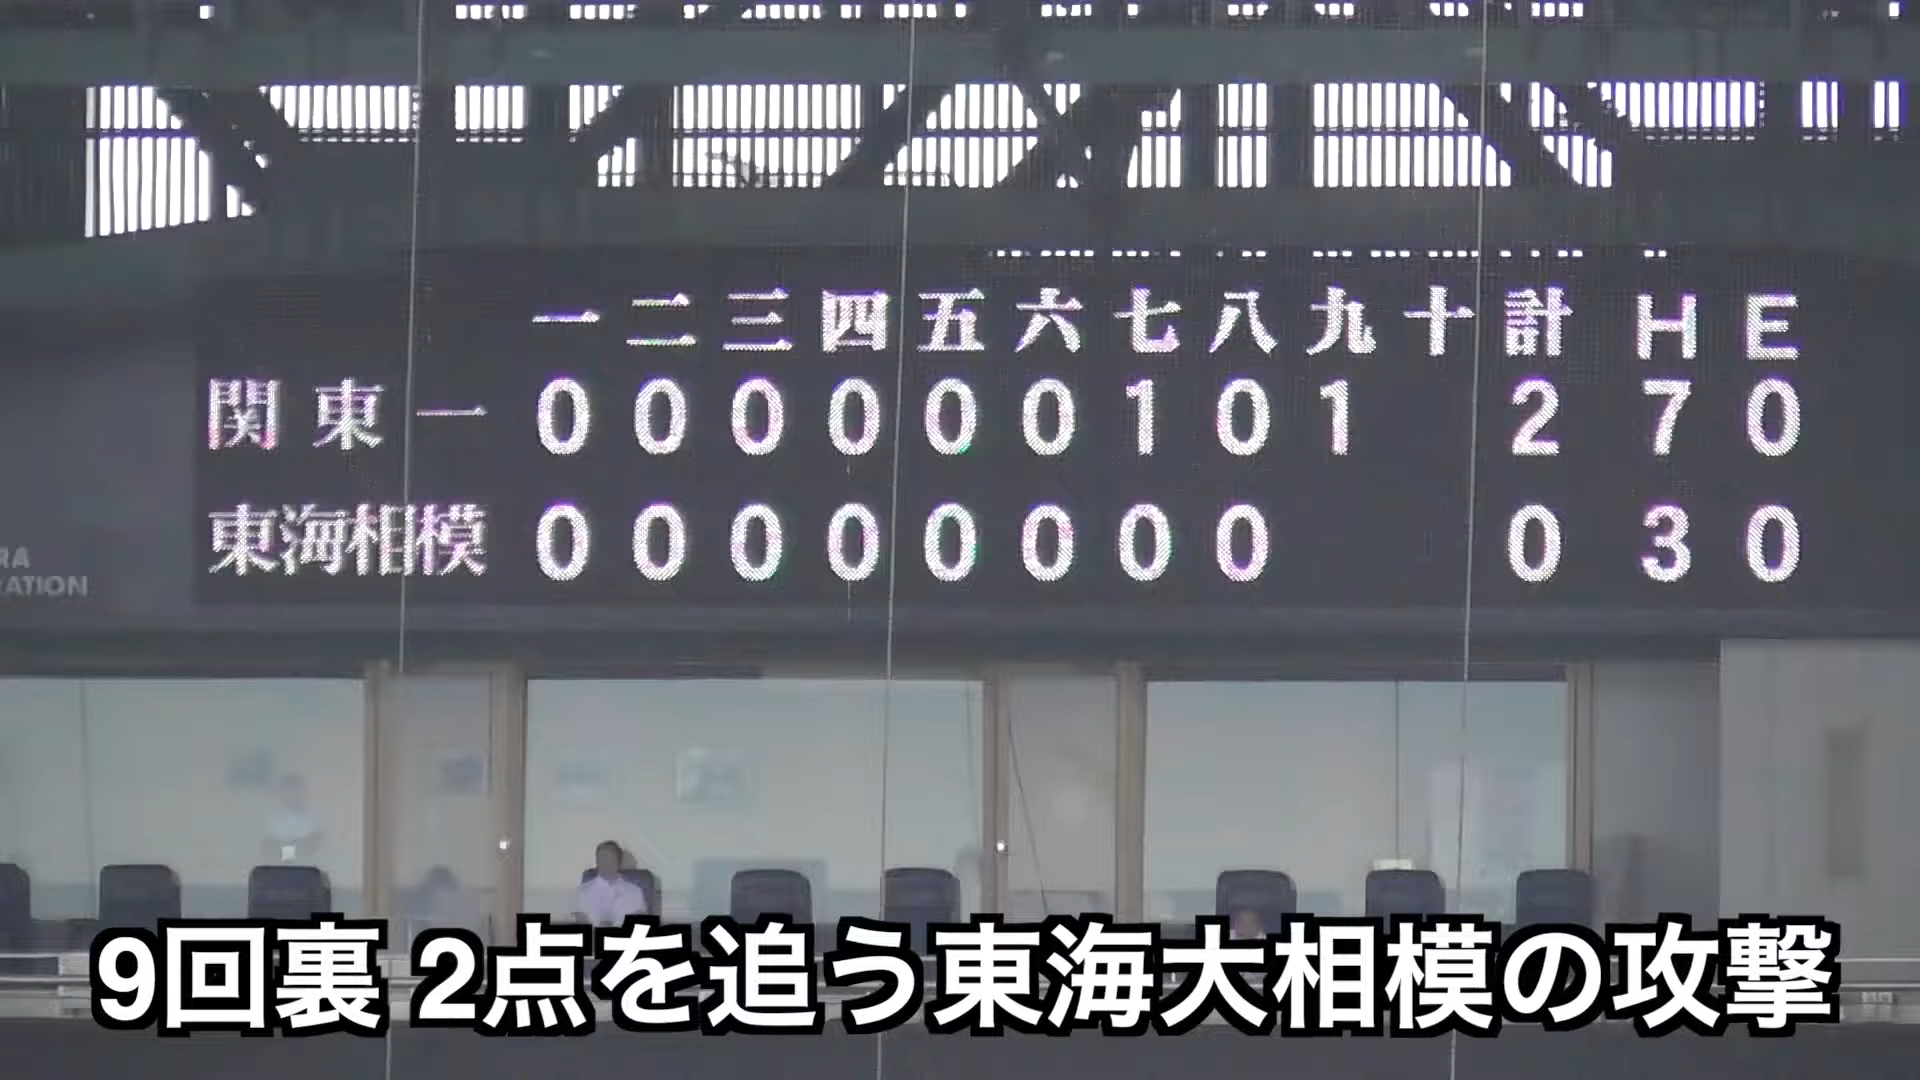 一 二 三 四 五 六 七 八 九 十 計 H E
関東一 0 0 0 0 0 0 1 0 1 2 7 0
東海相模 0 0 0 0 0 0 0 0 0 3 0
RA
ATION
9回裏 2点を追う東海大相模の攻撃